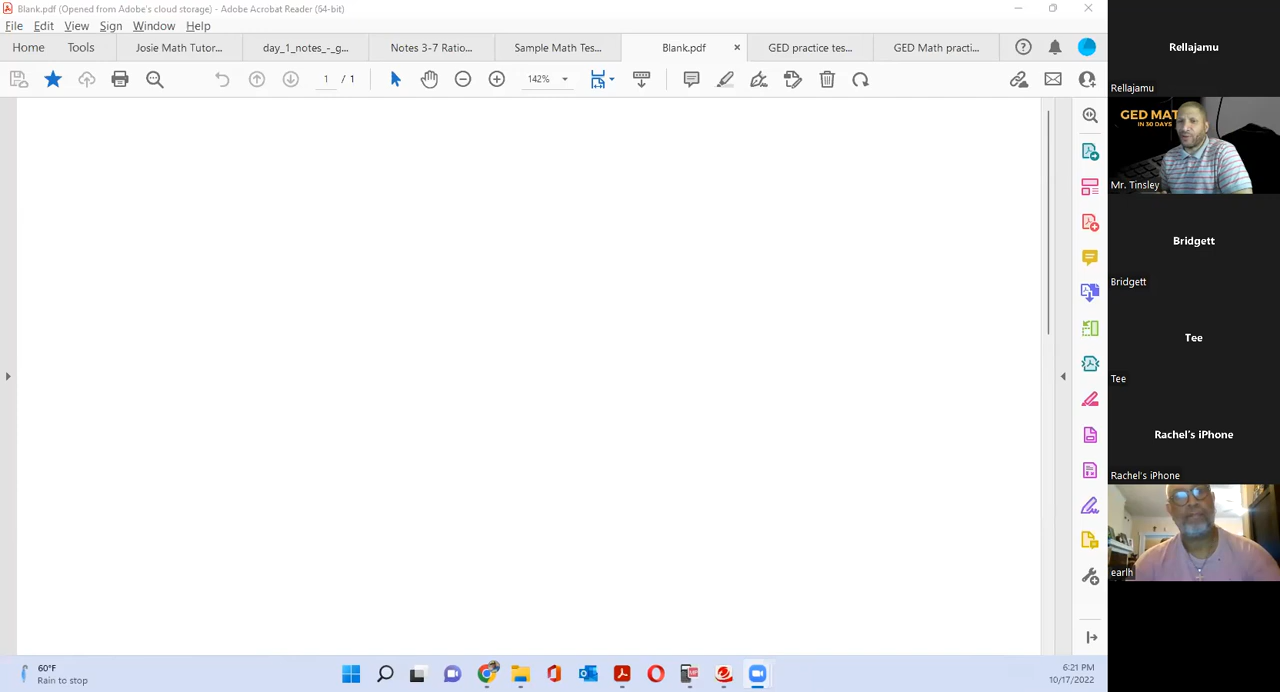 Blank.pdf (Opened from Adobe's cloud storage) - Adobe Acrobat Reader (64-bit)
File Edit View Sign Window Help
Home Tools Josie Math Tutor... day_1_notes_-_g... Notes 3-7 Ratio... Sample Math Tes... Blank.pdf GED practice tes... GED Math practi...
1 / 1 142%
Rellajamu
Rellajamu
GED MAT
IN 30 DAYS
Mr. Tinsley
Bridgett
Bridgett
Tee
Tee
Rachel's iPhone
Rachel's iPhone
earlh
60°F
Rain to stop
6:21 PM
10/17/2022